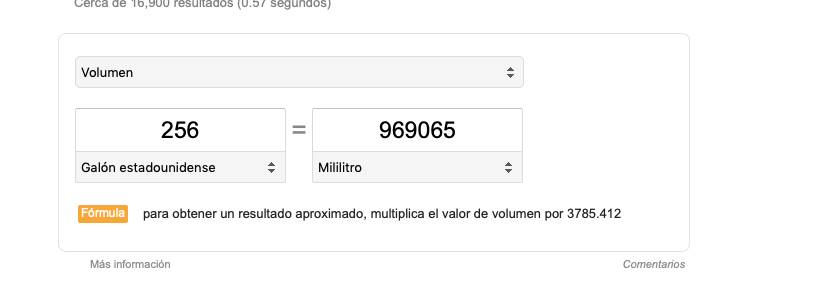 Cerca de 16,900 resultados (0.57 segundos)
Volumen
256 = 969065
Galón estadounidense Mililitro
Fórmula para obtener un resultado aproximado, multiplica el valor de volumen por 3785.412
Más información Comentarios